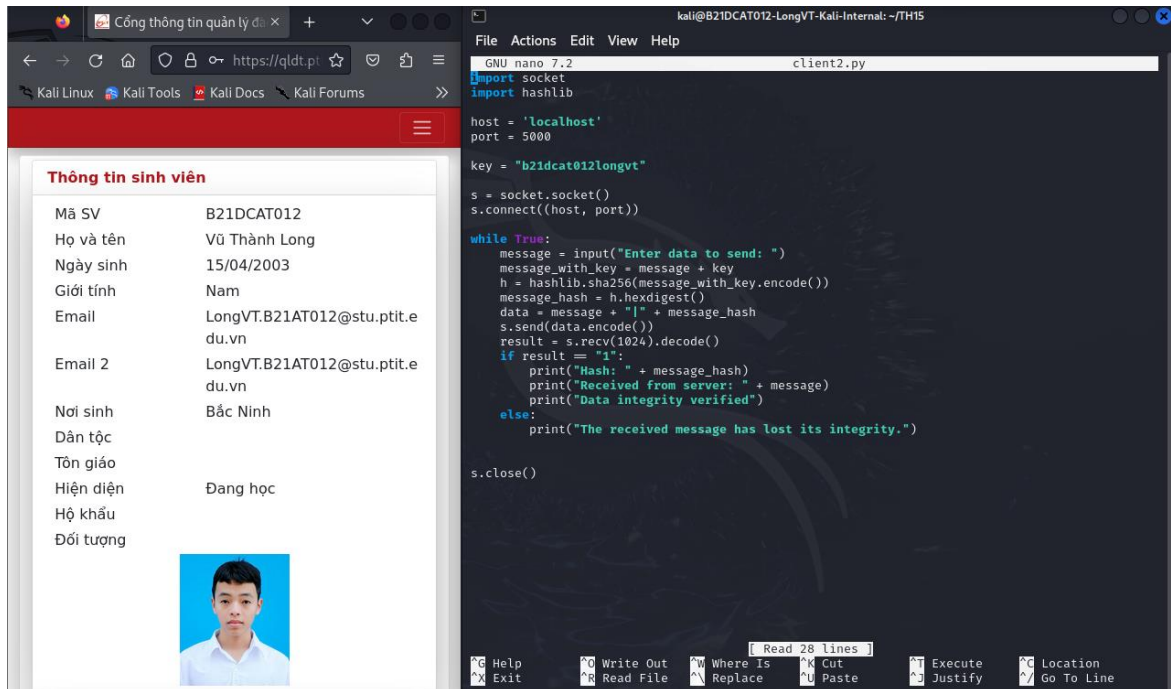 Cổng thông tin quản lý đà
https://qldt.pt
Kali Linux Kali Tools Kali Docs Kali Forums
Thông tin sinh viên
Mã SV B21DCAT012
Họ và tên Vũ Thành Long
Ngày sinh 15/04/2003
Giới tính Nam
Email LongVT.B21AT012@stu.ptit.e
du.vn
Email 2 LongVT.B21AT012@stu.ptit.e
du.vn
Nơi sinh Bắc Ninh
Dân tộc
Tôn giáo
Hiện diện Đang học
Hộ khẩu
Đối tượng
kali@B21DCAT012-LongVT-Kali-Internal: ~/TH15
File Actions Edit View Help
GNU nano 7.2 client2.py
import socket
import hashlib
host = 'localhost'
port = 5000
key = "b21dcat012longvt"
s = socket.socket()
s.connect((host, port))
while True:
    message = input("Enter data to send: ")
    message_with_key = message + key
    h = hashlib.sha256(message_with_key.encode())
    message_hash = h.hexdigest()
    data = message + "|" + message_hash
    s.send(data.encode())
    result = s.recv(1024).decode()
    if result == "1":
        print("Hash: " + message_hash)
        print("Received from server: " + message)
        print("Data integrity verified")
    else:
        print("The received message has lost its integrity.")
s.close()
[ Read 28 lines ]
^G Help ^O Write Out ^W Where Is ^K Cut ^T Execute ^C Location
^X Exit ^R Read File ^\ Replace ^U Paste ^J Justify ^/ Go To Line